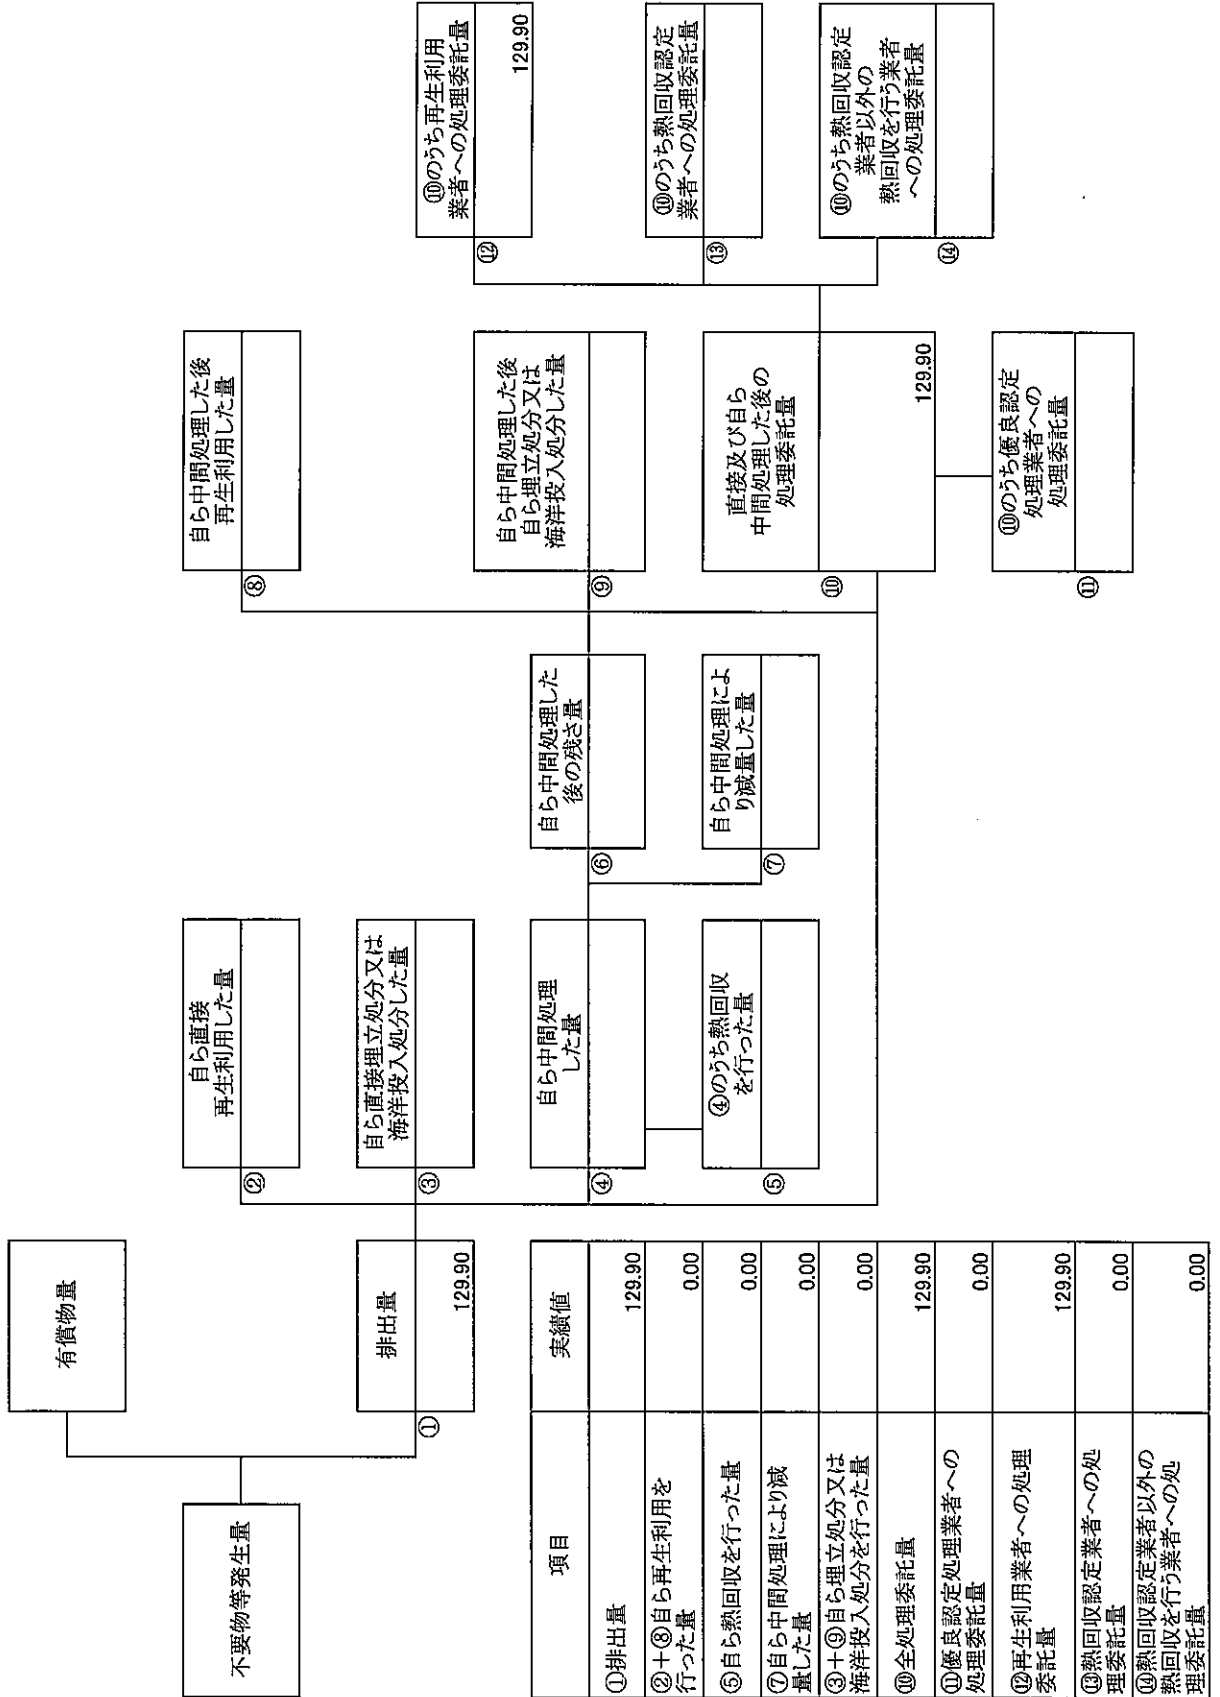 不要物等発生量
有償物量
①
排出量
129.90
②
自ら直接
再生利用した量
③
自ら直接埋立処分又は
海洋投入処分した量
④
自ら中間処理
した量
⑤
④のうち熱回収
を行った量
⑥
自ら中間処理した
後の残さ量
⑦
自ら中間処理によ
り減量した量
⑧
自ら中間処理した後
再生利用した量
⑨
自ら中間処理した後
自ら埋立処分又は
海洋投入処分した量
⑩
直接及び自ら
中間処理した後の
処理委託量
129.90
⑪
⑩のうち優良認定
処理業者への
処理委託量
⑫
⑩のうち再生利用
業者への処理委託量
129.90
⑬
⑩のうち熱回収認定
業者への処理委託量
⑭
⑩のうち熱回収認定
業者以外の
熱回収を行う業者
への処理委託量
項目 実績値
①排出量 129.90
②+⑧自ら再生利用を
行った量 0.00
⑤自ら熱回収を行った量 0.00
⑦自ら中間処理により減
量した量 0.00
③+⑨自ら埋立処分又は
海洋投入処分を行った量 0.00
⑩全処理委託量 129.90
⑪優良認定処理業者への
処理委託量 0.00
⑫再生利用業者への処理
委託量 129.90
⑬熱回収認定業者への処
理委託量 0.00
⑭熱回収認定業者以外の
熱回収を行う業者への処
理委託量 0.00